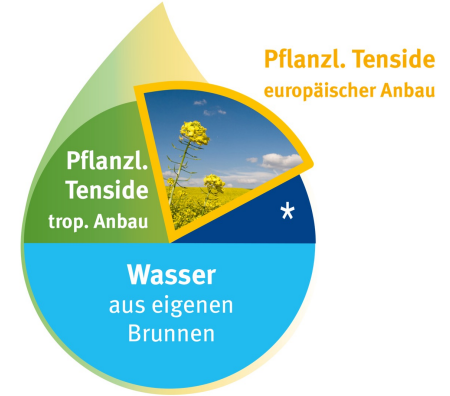 Pflanzl. Tenside
europäischer Anbau
Pflanzl.
Tenside
trop. Anbau
*
Wasser
aus eigenen
Brunnen